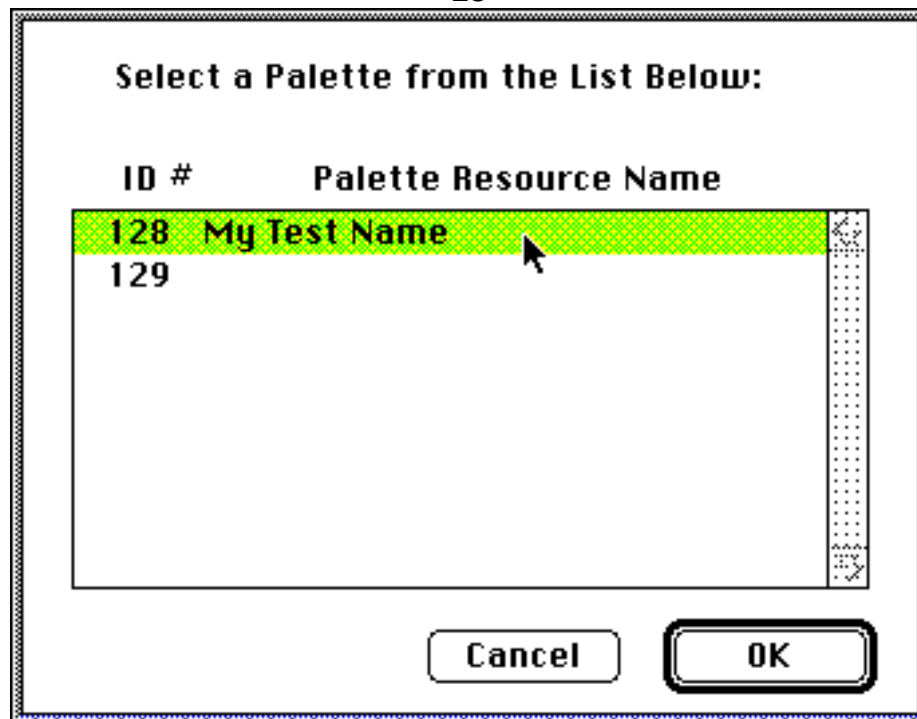 Select a Palette from the List Below:
ID # Palette Resource Name
128 My Test Name
129
Cancel OK